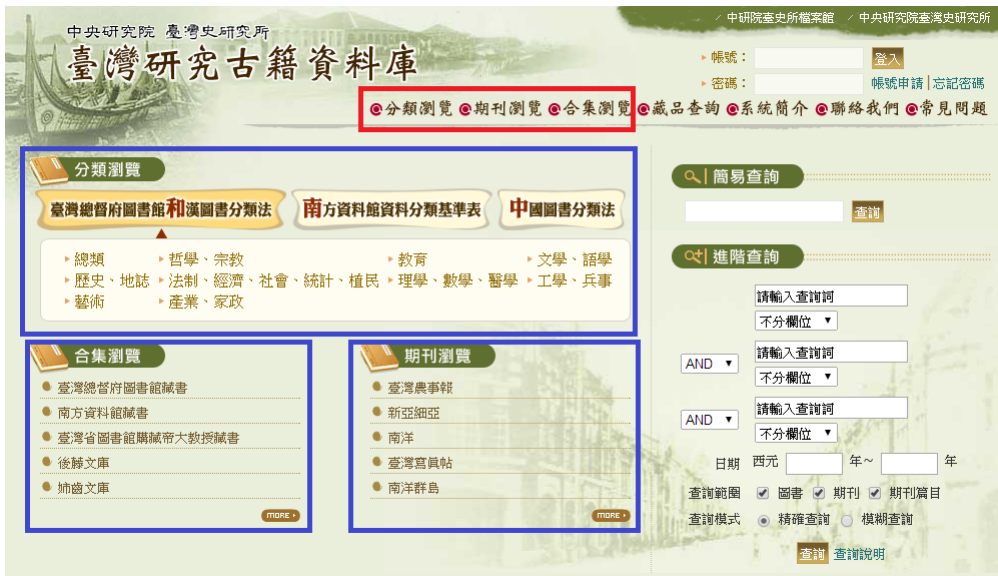 ／中研院臺史所檔案館 ／中央研究院臺灣史研究所
中央研究院 臺灣史研究所
臺灣研究古籍資料庫
帳號： 登入
密碼： 帳號申請│忘記密碼
分類瀏覽 期刊瀏覽 合集瀏覽 藏品查詢 系統簡介 聯絡我們 常見問題
分類瀏覽
臺灣總督府圖書館和漢圖書分類法 南方資料館資料分類基準表 中國圖書分類法
總類 哲學、宗教 教育 文學、語學
歷史、地誌 法制、經濟、社會、統計、植民 理學、數學、醫學 工學、兵事
藝術 產業、家政
合集瀏覽
臺灣總督府圖書館藏書
南方資料館藏書
臺灣省圖書館購藏帝大教授藏書
後藤文庫
姉齒文庫
more
期刊瀏覽
臺灣農事報
新亞細亞
南洋
臺灣寫眞帖
南洋群島
more
簡易查詢
查詢
進階查詢
請輸入查詢詞
不分欄位
AND 請輸入查詢詞
不分欄位
AND 請輸入查詢詞
不分欄位
日期 西元 年~ 年
查詢範圍 圖書 期刊 期刊篇目
查詢模式 精確查詢 模糊查詢
查詢 查詢說明